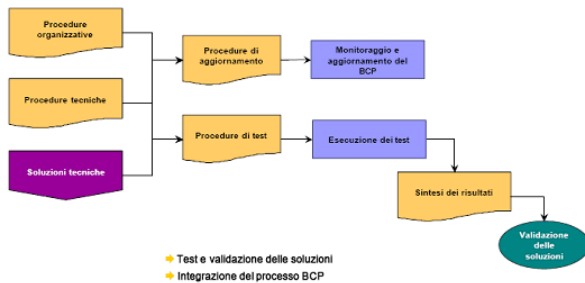 Procedure
organizzative
Procedure di
aggiornamento
Monitoraggio e
aggiornamento del
BCP
Procedure tecniche
Procedure di test
Esecuzione dei test
Soluzioni tecniche
Sintesi dei risultati
Validazione
delle
soluzioni
Test e validazione delle soluzioni
Integrazione del processo BCP